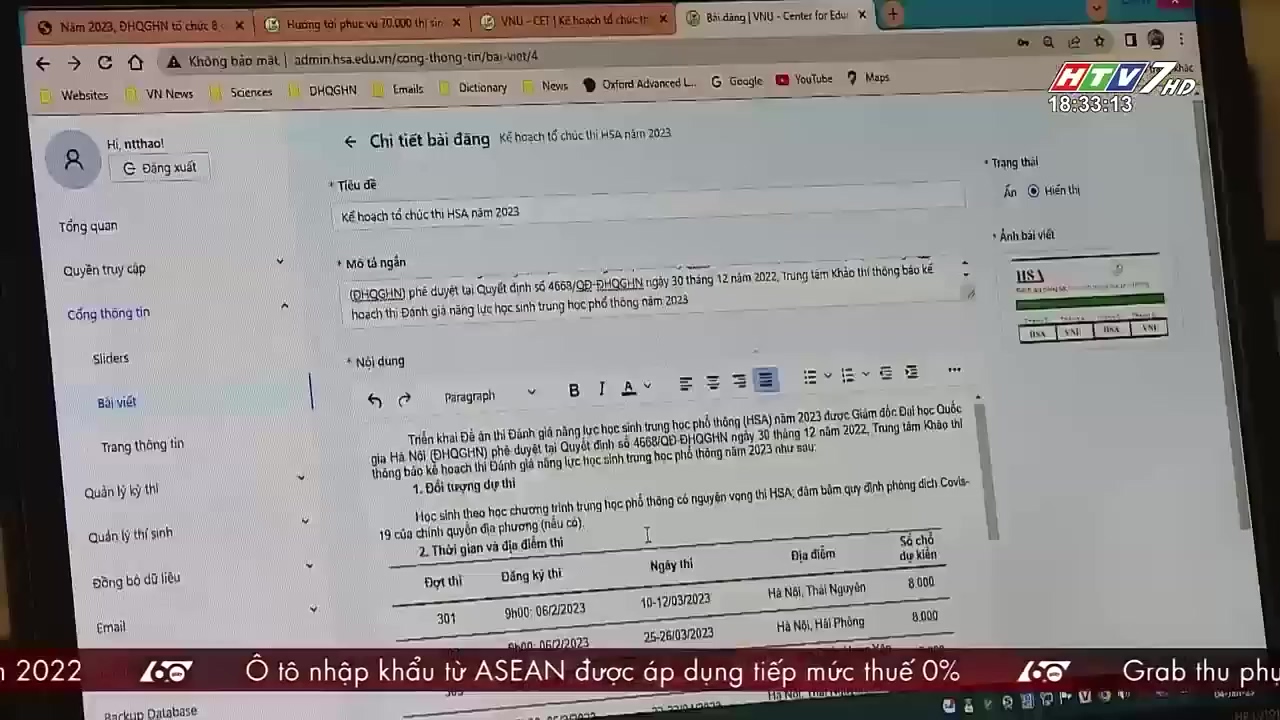 Năm 2023, ĐHQGHN tổ chức 8
Hướng tới phục vụ 70.000 thí sin
VNU - CET | Kế hoạch tổ chức th
Bài đăng | VNU - Center for Edu
Không bảo mật | admin.hsa.edu.vn/cong-thong-tin/bai-viet/4
Websites VN News Sciences ĐHQGHN Emails Dictionary News Oxford Advanced L... Google YouTube Maps
HTV7 HD
18:33:13
Hi, ntthao!
Đăng xuất
Tổng quan
Quyền truy cập
Cổng thông tin
Sliders
Bài viết
Trang thông tin
Quản lý kỳ thi
Quản lý thí sinh
Đồng bộ dữ liệu
Email
Backup Database
Chi tiết bài đăng Kế hoạch tổ chức thi HSA năm 2023
* Tiêu đề
Kế hoạch tổ chức thi HSA năm 2023
* Mô tả ngắn
(ĐHQGHN) phê duyệt tại Quyết định số 4668/QĐ-ĐHQGHN ngày 30 tháng 12 năm 2022, Trung tâm Khảo thí thông báo kế
hoạch thi Đánh giá năng lực học sinh trung học phổ thông năm 2023
* Trạng thái
Ẩn Hiển thị
* Ảnh bài viết
HSA
HSA VNU HSA VNU
* Nội dung
Paragraph B I A
Triển khai Đề án thi Đánh giá năng lực học sinh trung học phổ thông (HSA) năm 2023 được Giám đốc Đại học Quốc
gia Hà Nội (ĐHQGHN) phê duyệt tại Quyết định số 4668/QĐ-ĐHQGHN ngày 30 tháng 12 năm 2022, Trung tâm Khảo thí
thông báo kế hoạch thi Đánh giá năng lực học sinh trung học phổ thông năm 2023 như sau:
1. Đối tượng dự thi
Học sinh theo học chương trình trung học phổ thông có nguyện vọng thi HSA; đảm bảm quy định phòng dịch Covis-
19 của chính quyền địa phương (nếu có).
2. Thời gian và địa điểm thi
Đợt thi Đăng ký thi Ngày thi Địa điểm Số chỗ dự kiến
301 9h00: 06/2/2023 10-12/03/2023 Hà Nội, Thái Nguyên 8.000
9h00: 06/2/2023 25-26/03/2023 Hà Nội, Hải Phòng 8.000
n 2022 60 Ô tô nhập khẩu từ ASEAN được áp dụng tiếp mức thuế 0% 60 Grab thu phụ